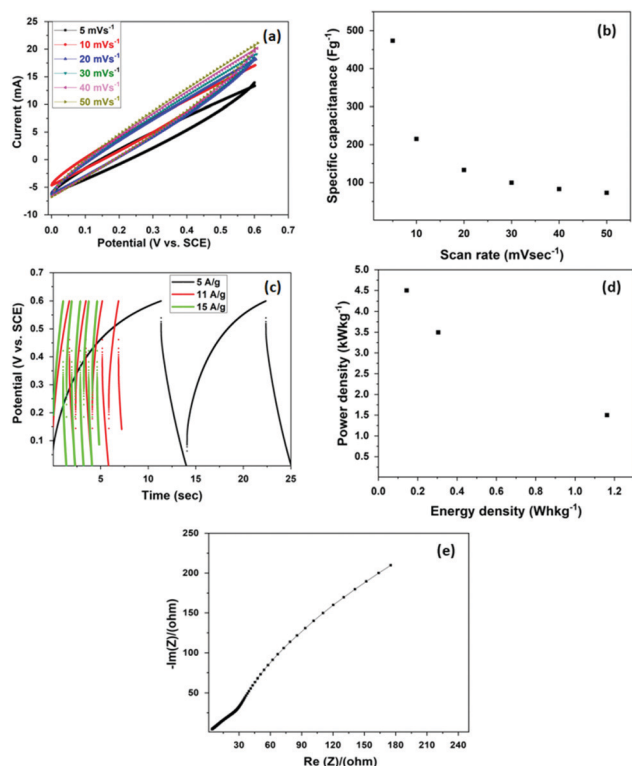 (a)
5 mVs-1
10 mVs-1
20 mVs-1
30 mVs-1
40 mVs-1
50 mVs-1
Current (mA)
25
20
15
10
5
0
-5
-10
0.0 0.1 0.2 0.3 0.4 0.5 0.6 0.7
Potential (V vs. SCE)
(b)
Specific capacitanace (Fg-1)
500
400
300
200
100
10 20 30 40 50
Scan rate (mVsec-1)
(c)
5 A/g
11 A/g
15 A/g
Potential (V vs. SCE)
0.7
0.6
0.5
0.4
0.3
0.2
0.1
5 10 15 20 25
Time (sec)
(d)
Power density (kWkg-1)
5.0
4.5
4.0
3.5
3.0
2.5
2.0
1.5
1.0
0.5
0.0 0.2 0.4 0.6 0.8 1.0 1.2
Energy density (Whkg-1)
(e)
-Im(Z)/(ohm)
250
200
150
100
50
30 60 90 120 150 180 210 240
Re (Z)/(ohm)